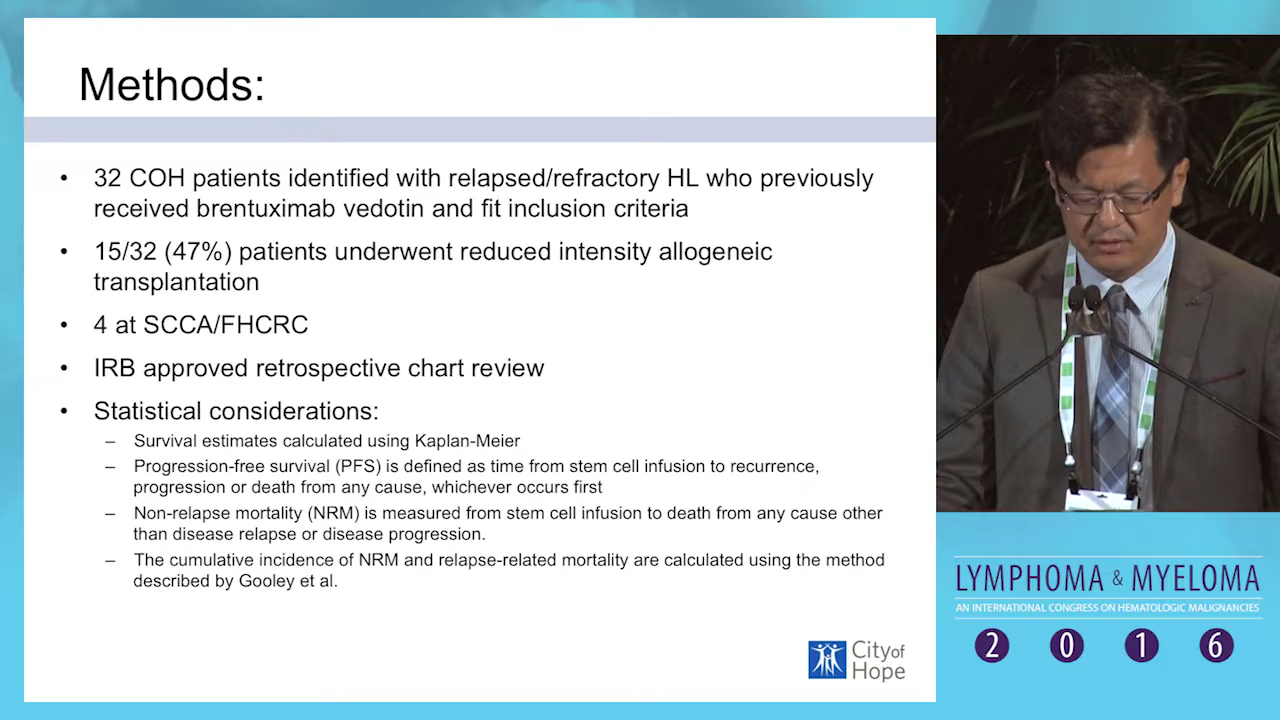 Methods:
• 32 COH patients identified with relapsed/refractory HL who previously
received brentuximab vedotin and fit inclusion criteria
• 15/32 (47%) patients underwent reduced intensity allogeneic
transplantation
• 4 at SCCA/FHCRC
• IRB approved retrospective chart review
• Statistical considerations:
– Survival estimates calculated using Kaplan-Meier
– Progression-free survival (PFS) is defined as time from stem cell infusion to recurrence,
progression or death from any cause, whichever occurs first
– Non-relapse mortality (NRM) is measured from stem cell infusion to death from any cause other
than disease relapse or disease progression.
– The cumulative incidence of NRM and relapse-related mortality are calculated using the method
described by Gooley et al.
City of
Hope
LYMPHOMA & MYELOMA
AN INTERNATIONAL CONGRESS ON HEMATOLOGIC MALIGNANCIES
2 0 1 6